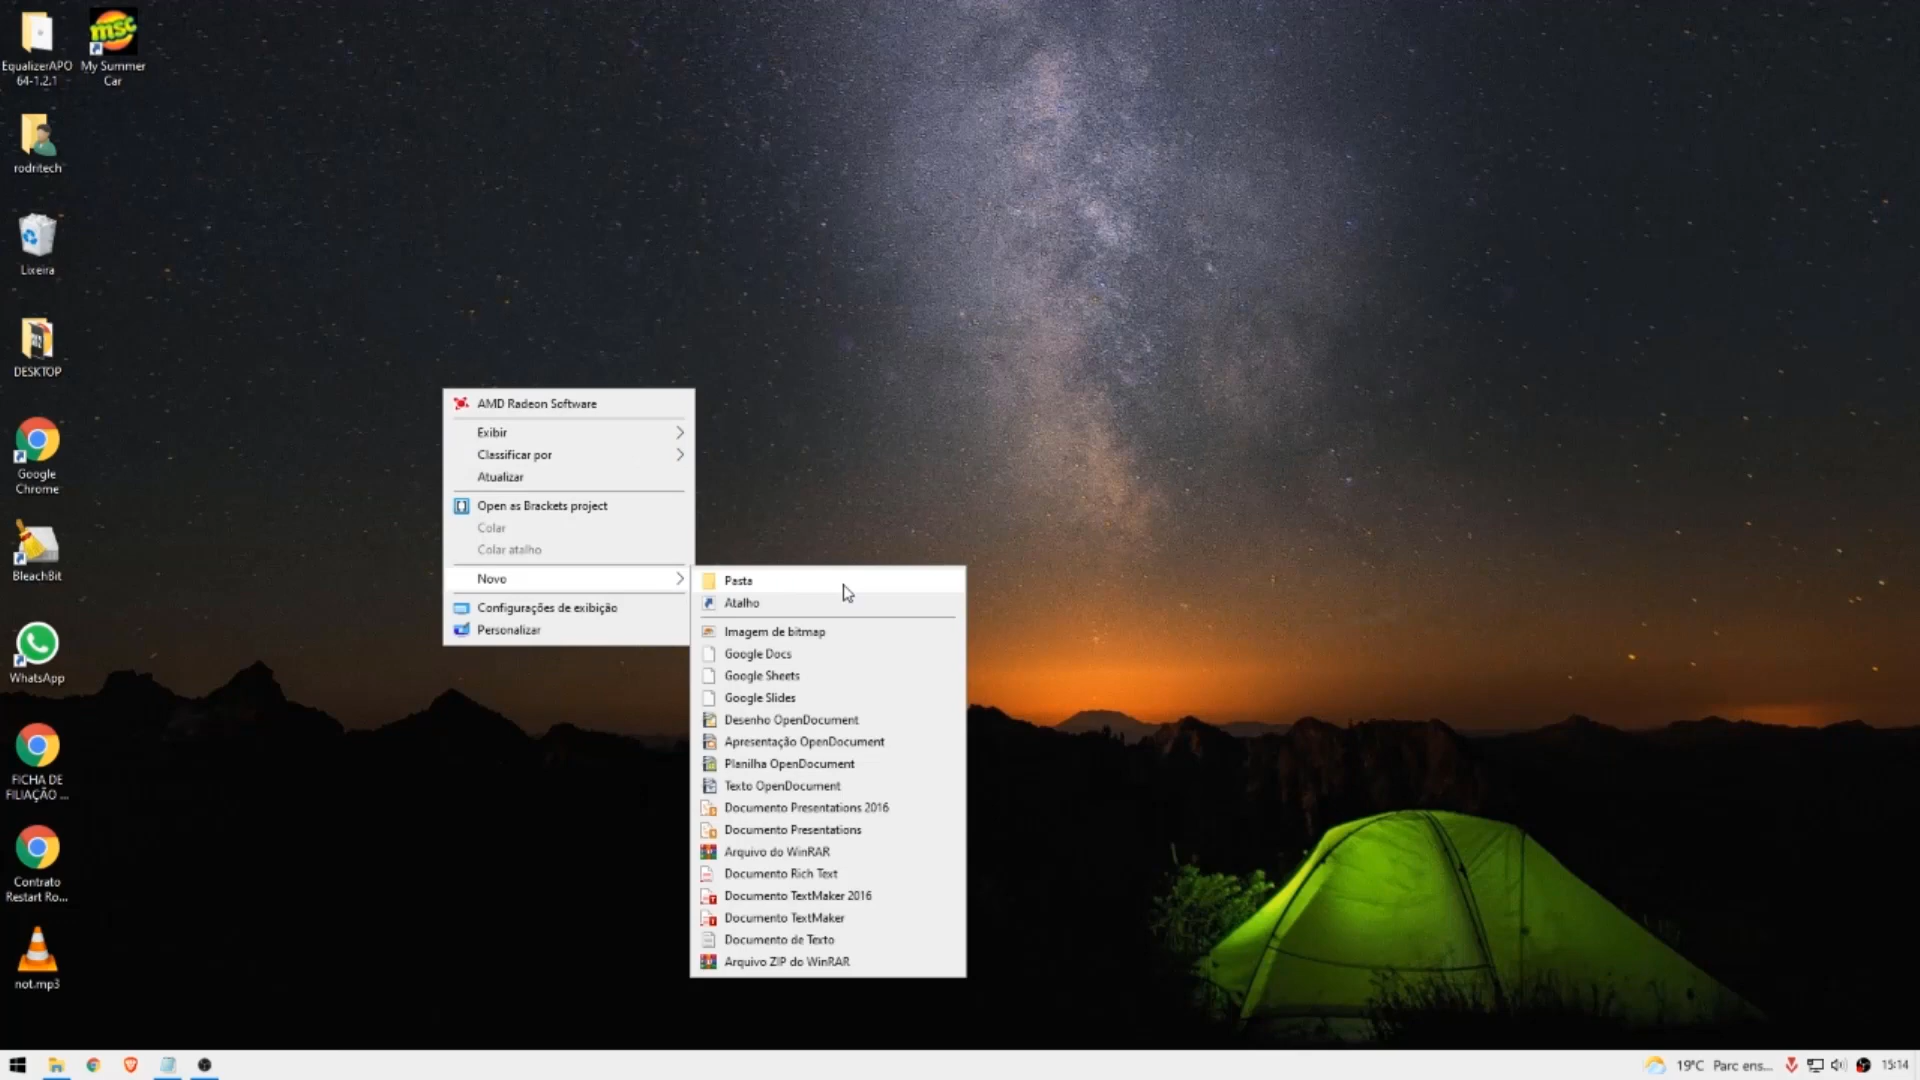 EqualizerAPO
64-1.2.1
msc
My Summer
Car
rodritech
Lixeira
DESKTOP
Google
Chrome
BleachBit
WhatsApp
FICHA DE
FILIAÇÃO ...
Contrato
Restart Ro...
not.mp3
AMD Radeon Software
Exibir
Classificar por
Atualizar
Open as Brackets project
Colar
Colar atalho
Novo
Configurações de exibição
Personalizar
Pasta
Atalho
Imagem de bitmap
Google Docs
Google Sheets
Google Slides
Desenho OpenDocument
Apresentação OpenDocument
Planilha OpenDocument
Texto OpenDocument
Documento Presentations 2016
Documento Presentations
Arquivo do WinRAR
Documento Rich Text
Documento TextMaker 2016
Documento TextMaker
Documento de Texto
Arquivo ZIP do WinRAR
19°C Parc ens... 15:14